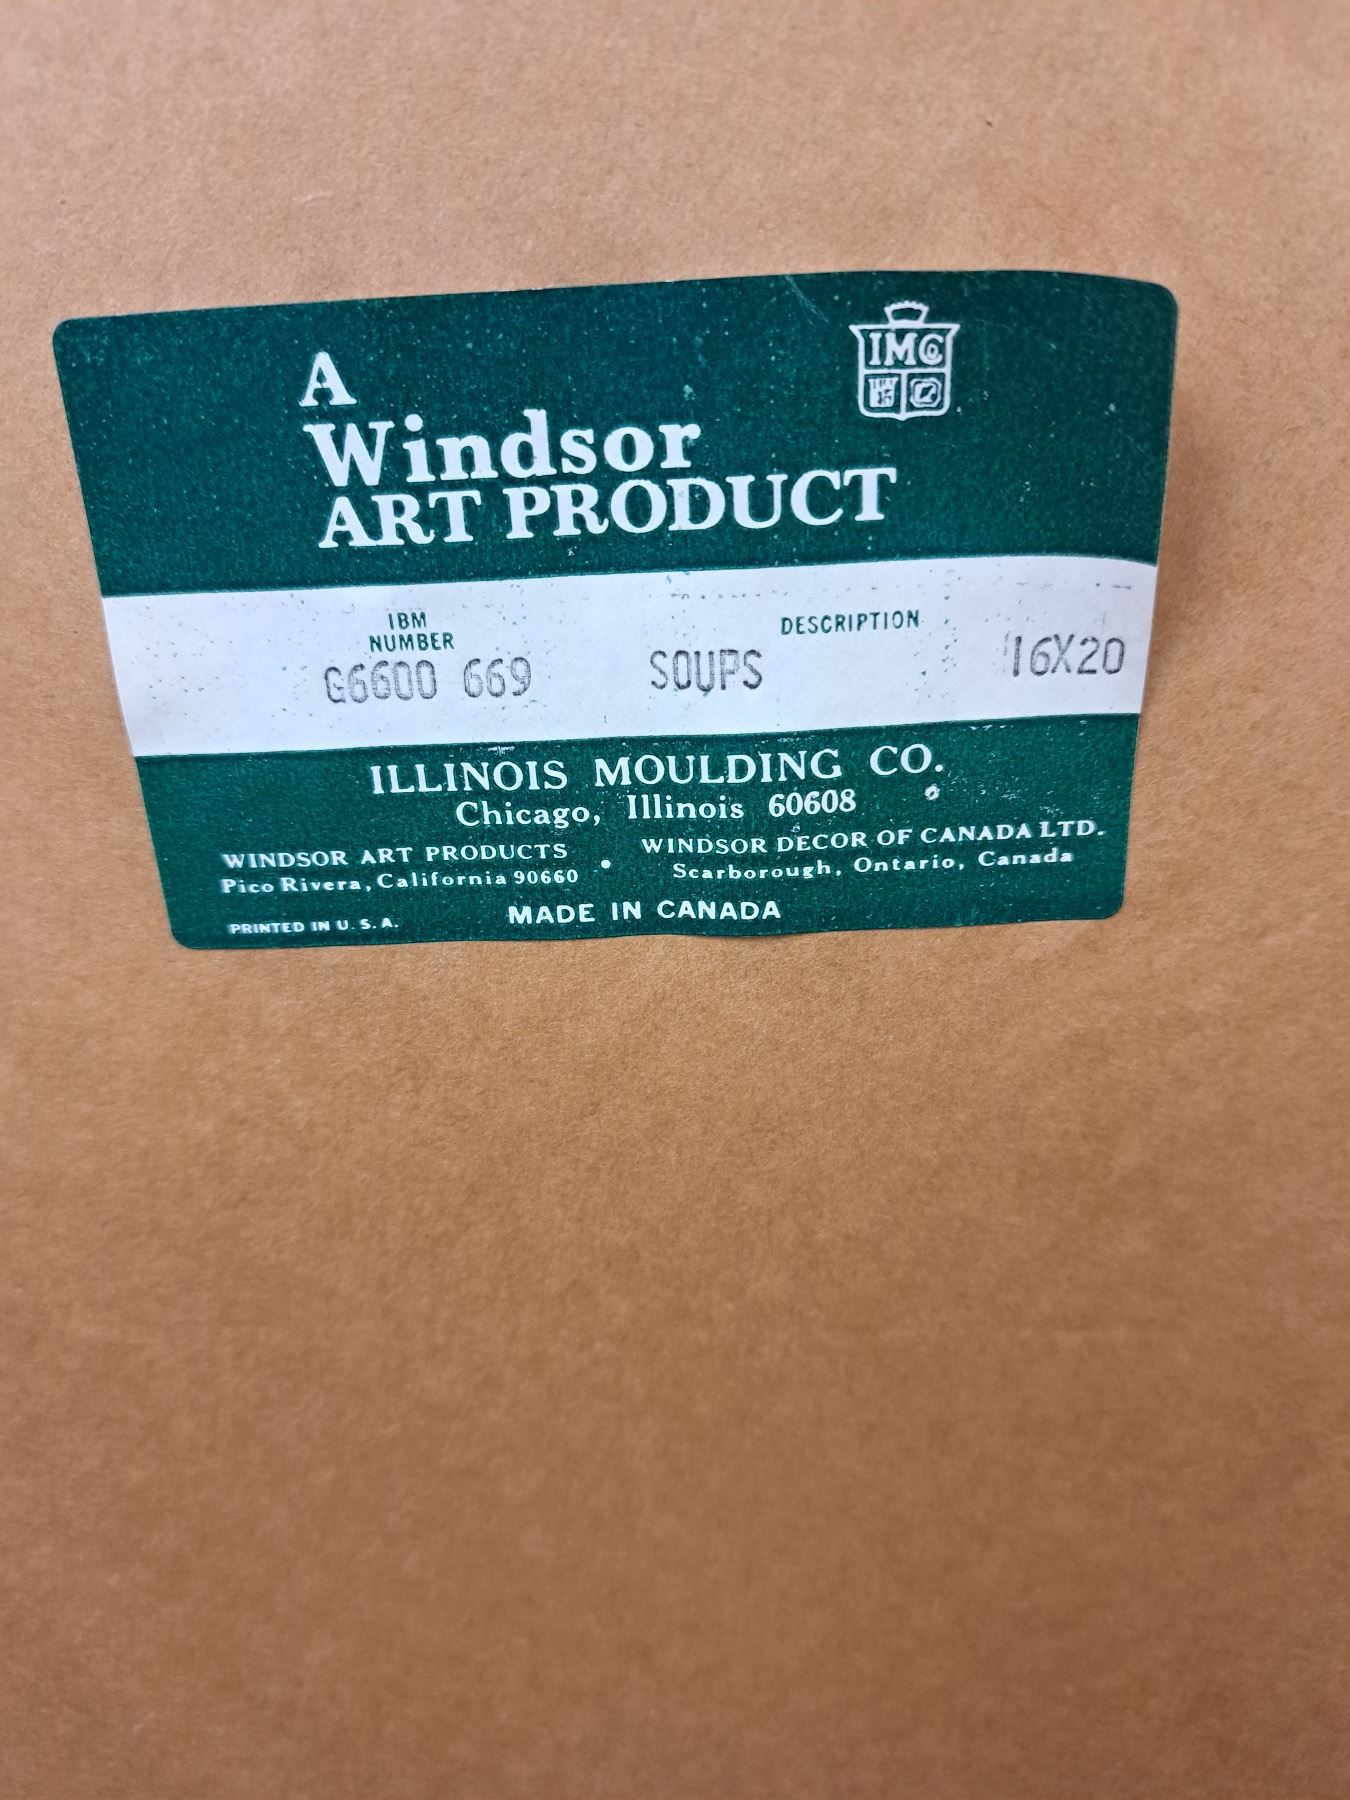 A
Windsor
ART PRODUCT
IMCo
IBM
NUMBER
DESCRIPTION
G6600 669 SOUPS 16X20
ILLINOIS MOULDING CO.
Chicago, Illinois 60608
WINDSOR ART PRODUCTS
Pico Rivera, California 90660
•
WINDSOR DECOR OF CANADA LTD.
Scarborough, Ontario, Canada
PRINTED IN U. S. A.
MADE IN CANADA